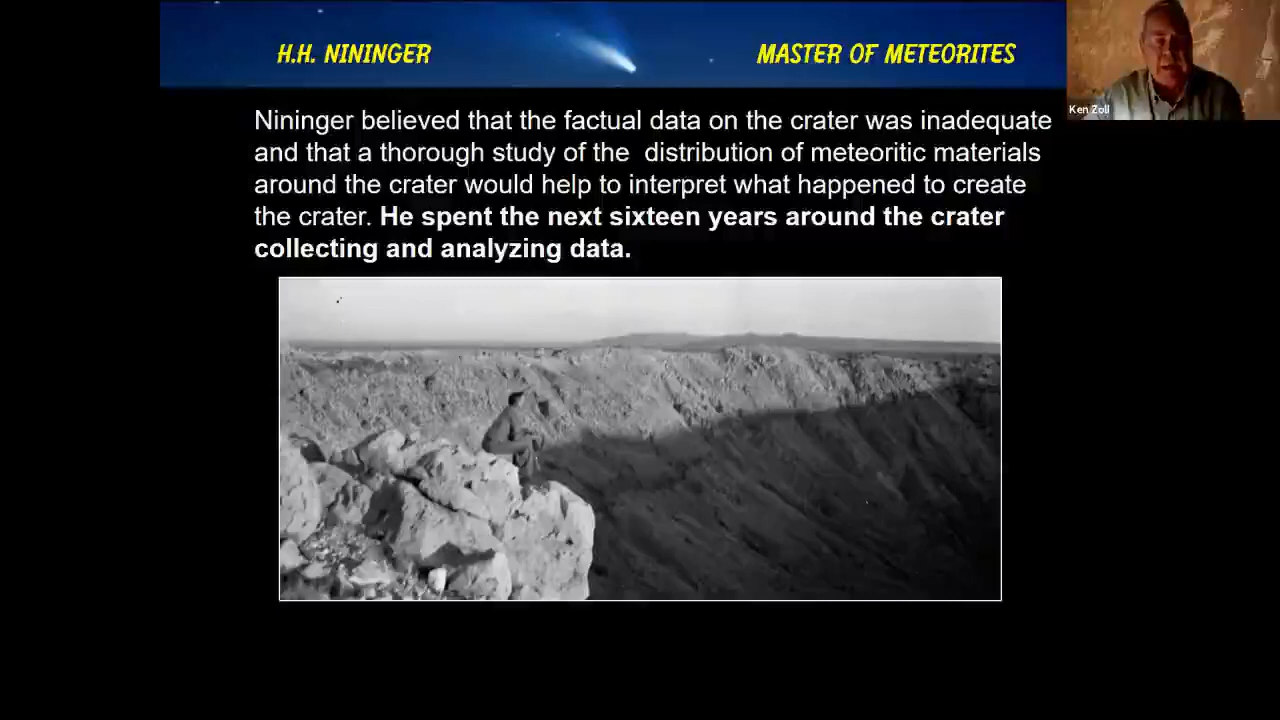 H.H. NININGER
MASTER OF METEORITES
Ken Zoll
Nininger believed that the factual data on the crater was inadequate
and that a thorough study of the distribution of meteoritic materials
around the crater would help to interpret what happened to create
the crater. He spent the next sixteen years around the crater
collecting and analyzing data.